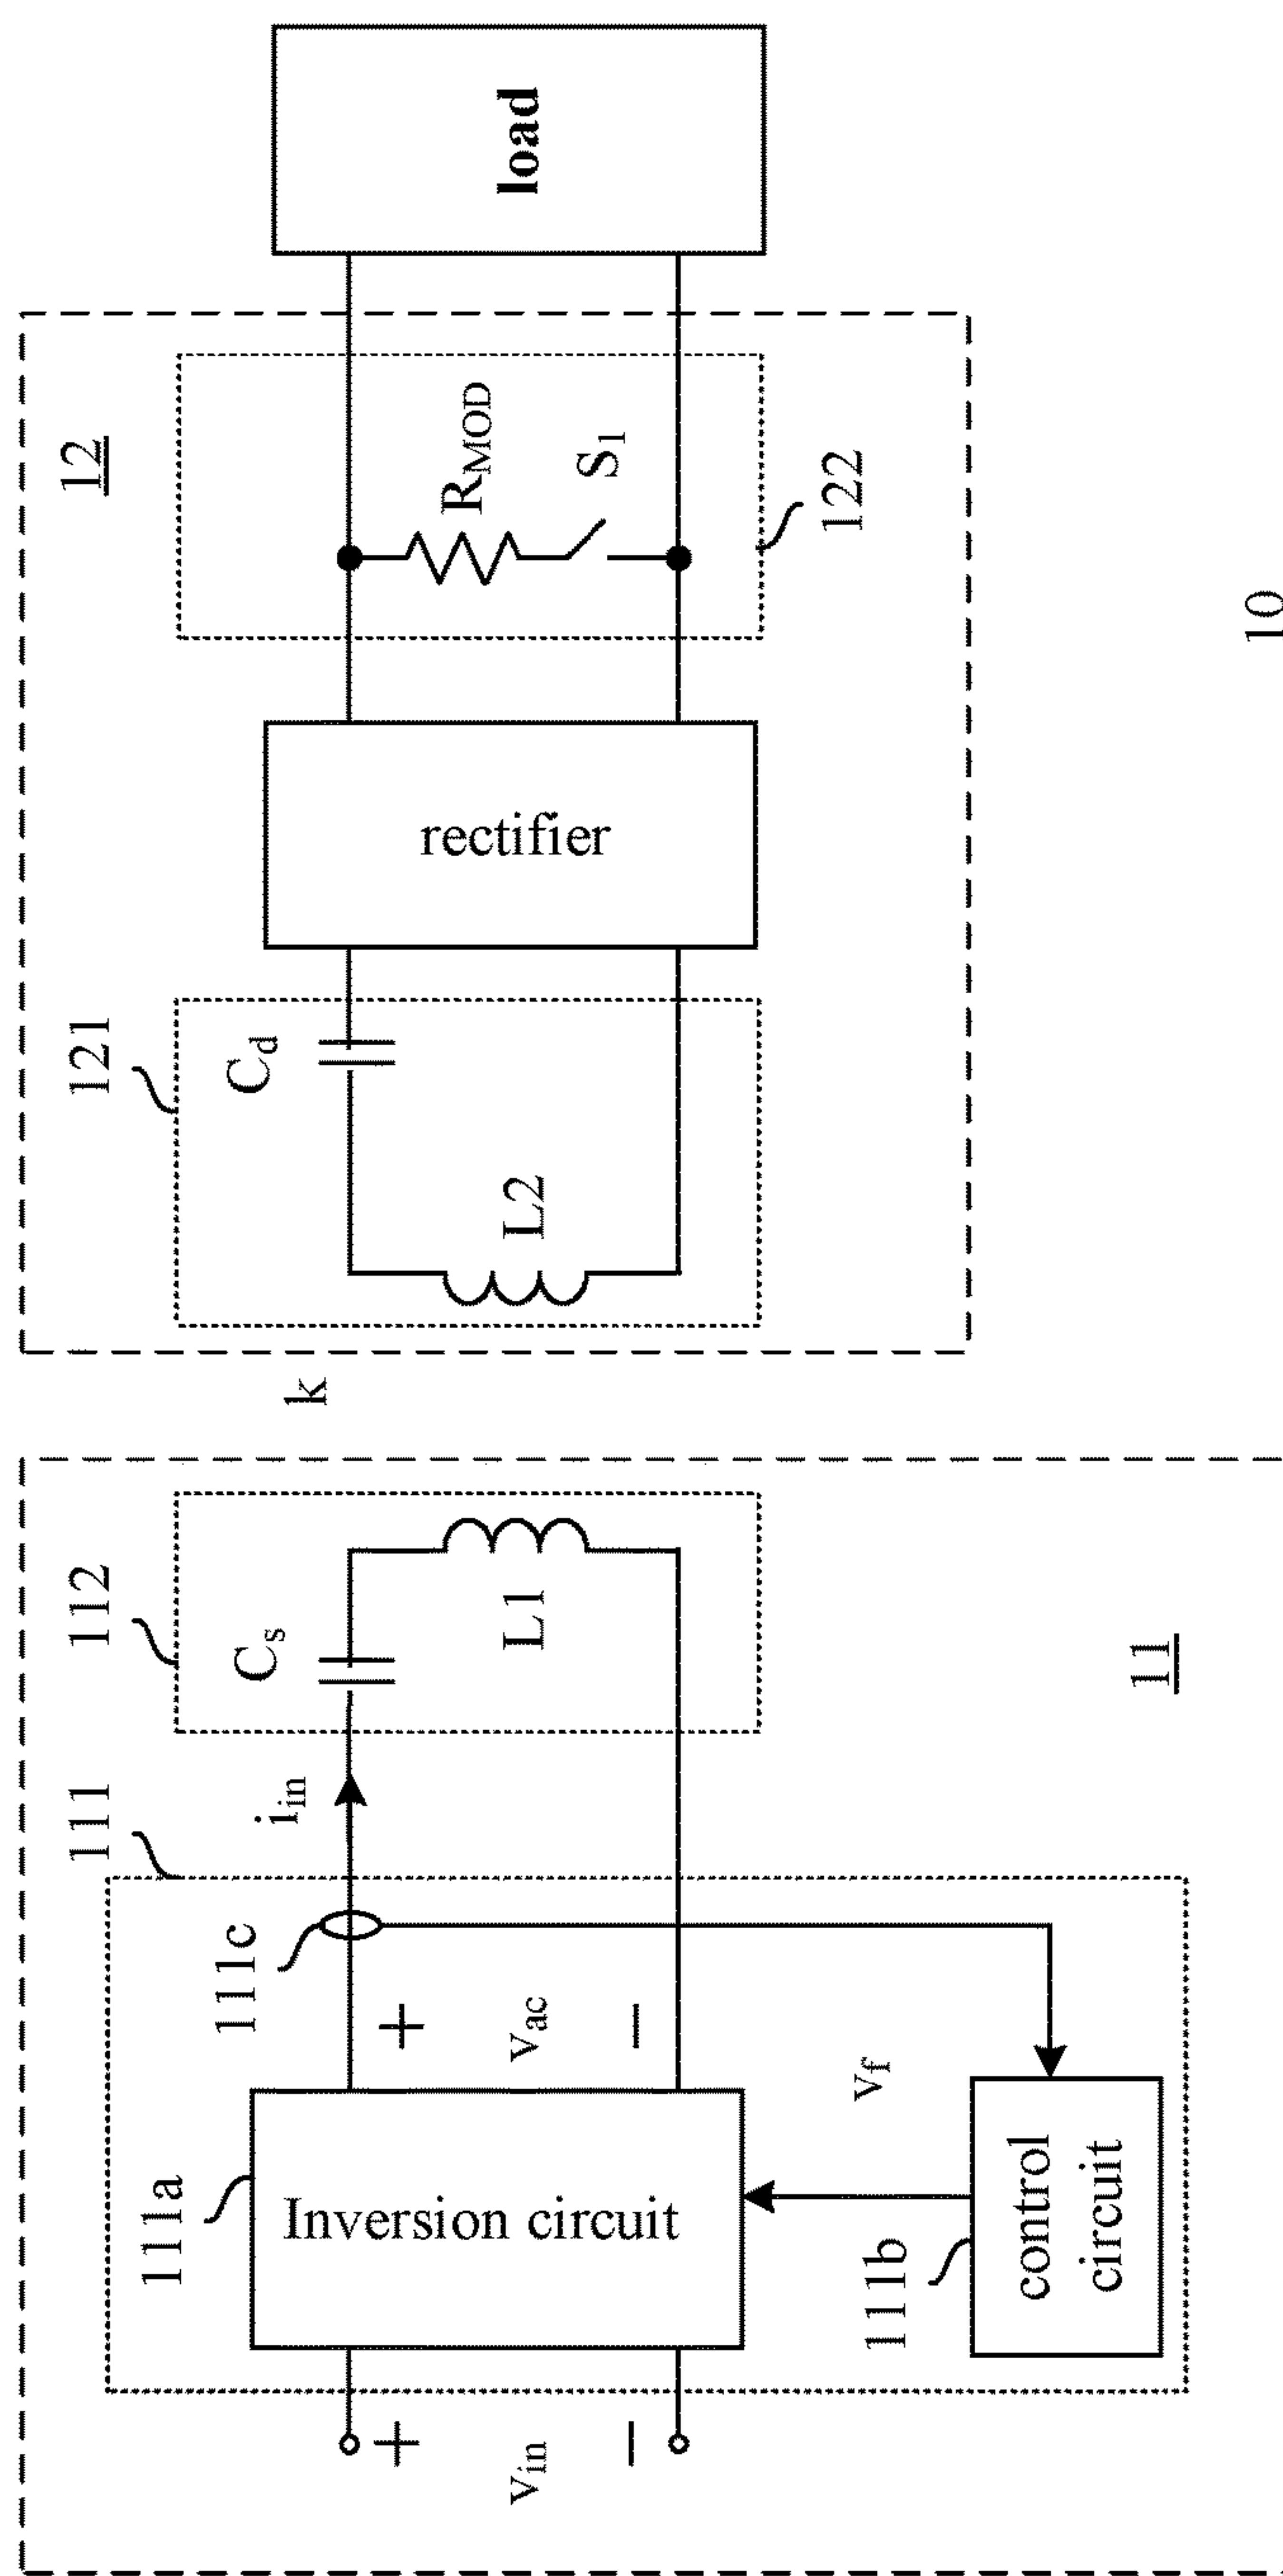 11
111
111a
Inversion circuit
vin
+
−
vac
+
−
111c
iin
111b
control
circuit
vf
112
Cs
L1
k
12
121
Cd
L2
rectifier
RMOD
S1
122
load
10